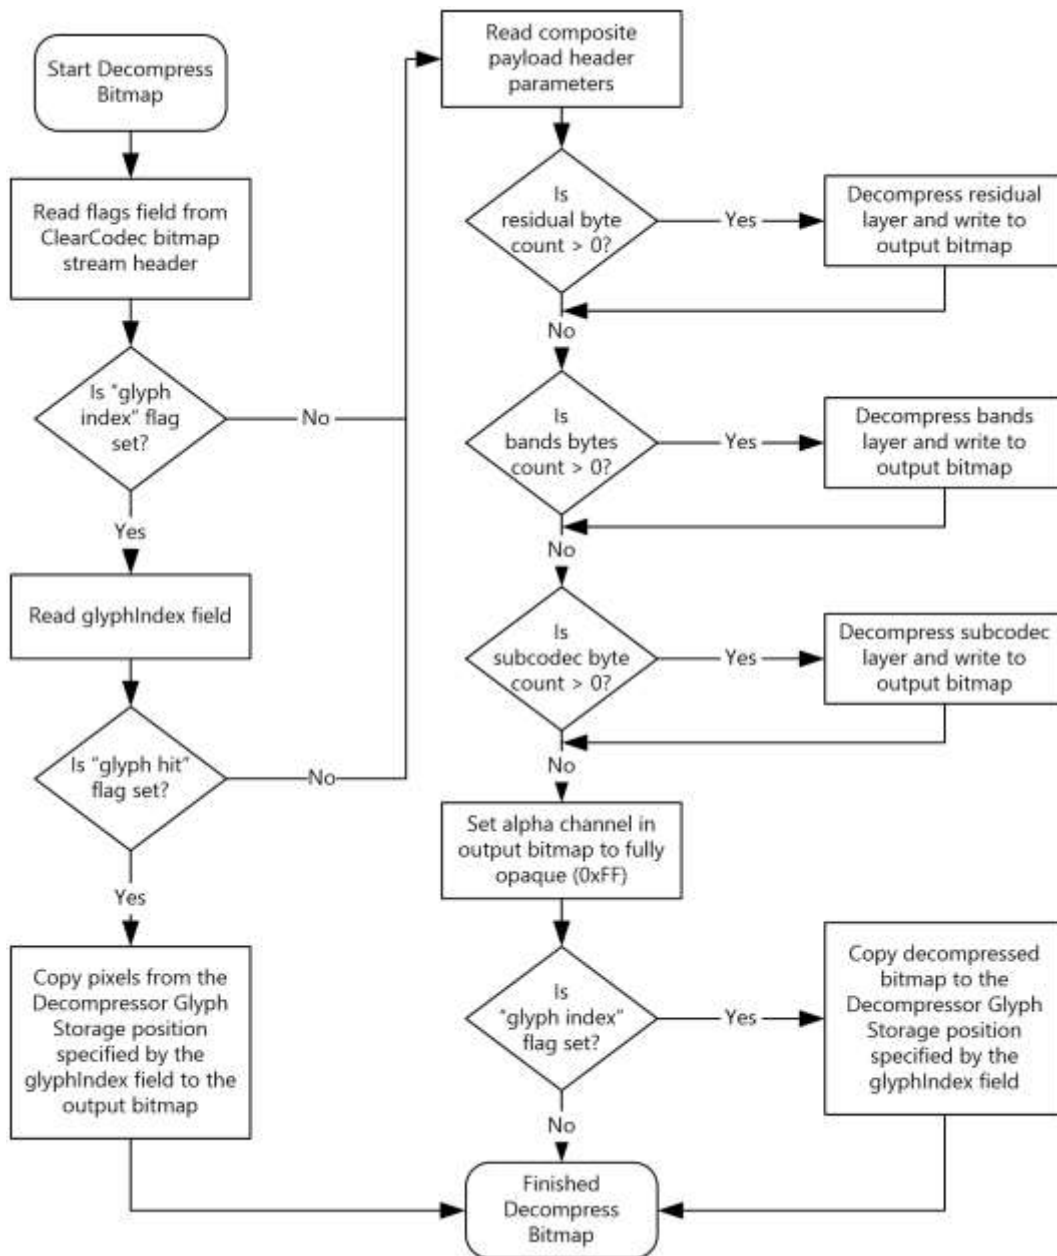 Start Decompress
Bitmap
Read flags field from
ClearCodec bitmap
stream header
Is "glyph
index" flag
set?
No
Yes
Read glyphIndex field
Is "glyph hit"
flag set?
No
Yes
Copy pixels from the
Decompressor Glyph
Storage position
specified by the
glyphIndex field to the
output bitmap
Read composite
payload header
parameters
Is
residual byte
count > 0?
Yes
Decompress residual
layer and write to
output bitmap
No
Is
bands bytes
count > 0?
Yes
Decompress bands
layer and write to
output bitmap
No
Is
subcodec byte
count > 0?
Yes
Decompress subcodec
layer and write to
output bitmap
No
Set alpha channel in
output bitmap to fully
opaque (0xFF)
Is
"glyph index"
flag set?
Yes
Copy decompressed
bitmap to the
Decompressor Glyph
Storage position
specified by the
glyphIndex field
No
Finished
Decompress
Bitmap